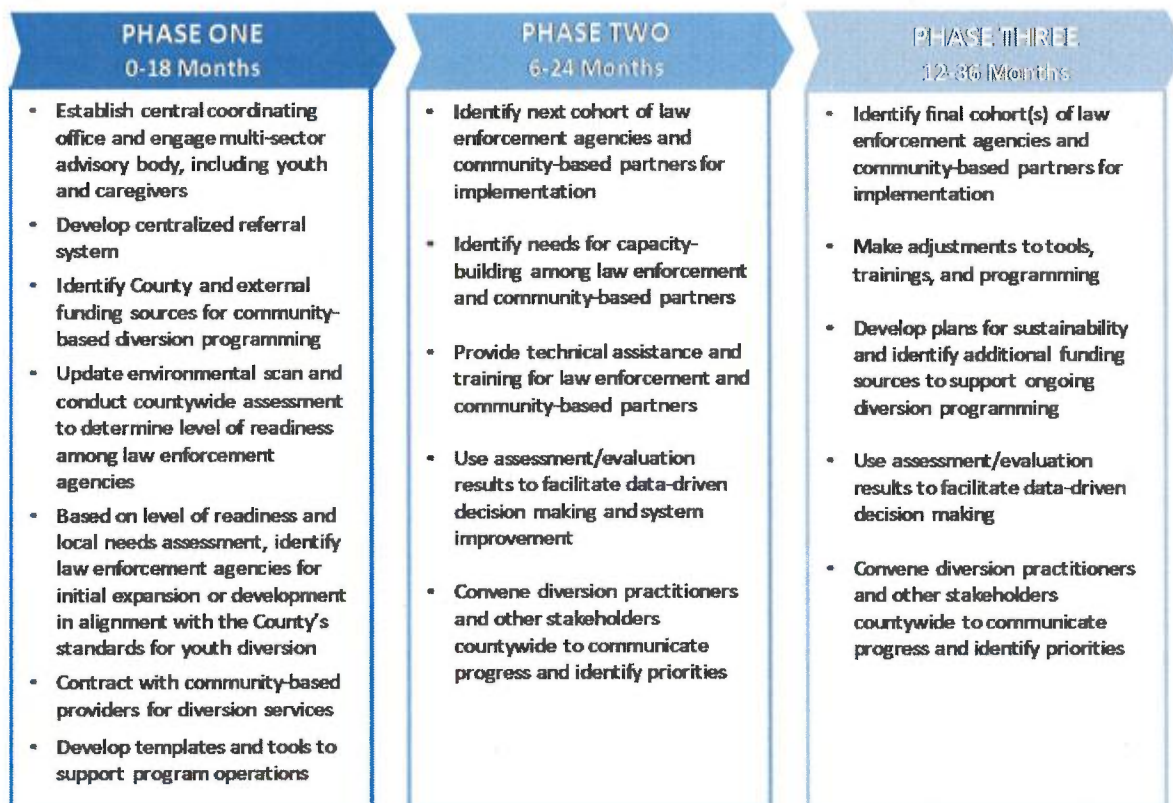 PHASE ONE
0-18 Months
• Establish central coordinating
office and engage multi-sector
advisory body, including youth
and caregivers
• Develop centralized referral
system
• Identify County and external
funding sources for community-
based diversion programming
• Update environmental scan and
conduct countywide assessment
to determine level of readiness
among law enforcement
agencies
• Based on level of readiness and
local needs assessment, identify
law enforcement agencies for
initial expansion or development
in alignment with the County's
standards for youth diversion
• Contract with community-based
providers for diversion services
• Develop templates and tools to
support program operations
PHASE TWO
6-24 Months
• Identify next cohort of law
enforcement agencies and
community-based partners for
implementation
• Identify needs for capacity-
building among law enforcement
and community-based partners
• Provide technical assistance and
training for law enforcement and
community-based partners
• Use assessment/evaluation
results to facilitate data-driven
decision making and system
improvement
• Convene diversion practitioners
and other stakeholders
countywide to communicate
progress and identify priorities
PHASE THREE
12-36 Months
• Identify final cohort(s) of law
enforcement agencies and
community-based partners for
implementation
• Make adjustments to tools,
trainings, and programming
• Develop plans for sustainability
and identify additional funding
sources to support ongoing
diversion programming
• Use assessment/evaluation
results to facilitate data-driven
decision making
• Convene diversion practitioners
and other stakeholders
countywide to communicate
progress and identify priorities